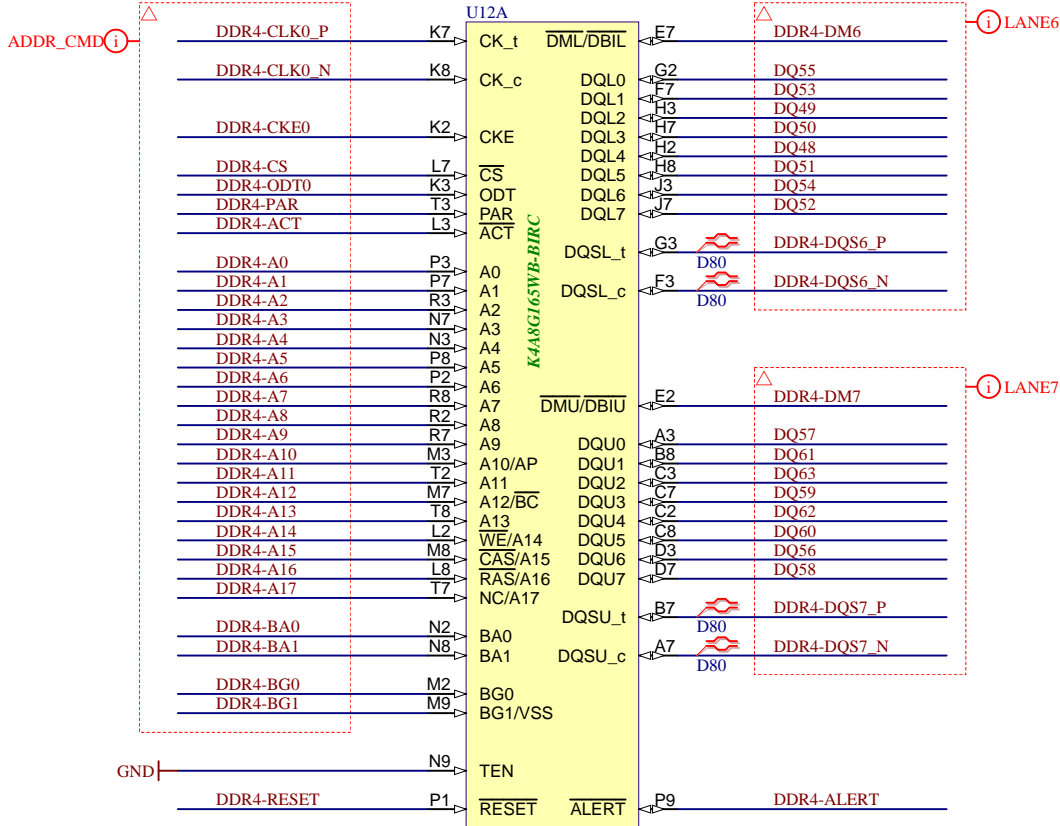 U12A
ADDR_CMD i
DDR4-CLK0_P K7 CK_t DML/DBIL E7 DDR4-DM6 i LANE6
DDR4-CLK0_N K8 CK_c DQL0 G2 DQ55
DQL1 F7 DQ53
DQL2 H3 DQ49
DDR4-CKE0 K2 CKE DQL3 H7 DQ50
DQL4 H2 DQ48
DDR4-CS L7 CS DQL5 H8 DQ51
DDR4-ODT0 K3 ODT DQL6 J3 DQ54
DDR4-PAR T3 PAR DQL7 J7 DQ52
DDR4-ACT L3 ACT
K4A8G165WB-BIRC
DQSL_t G3 D80 DDR4-DQS6_P
DDR4-A0 P3 A0
DDR4-A1 P7 A1 DQSL_c F3 D80 DDR4-DQS6_N
DDR4-A2 R3 A2
DDR4-A3 N7 A3
DDR4-A4 N3 A4
DDR4-A5 P8 A5
DDR4-A6 P2 A6 i LANE7
DDR4-A7 R8 A7 DMU/DBIU E2 DDR4-DM7
DDR4-A8 R2 A8
DDR4-A9 R7 A9 DQU0 A3 DQ57
DDR4-A10 M3 A10/AP DQU1 B8 DQ61
DDR4-A11 T2 A11 DQU2 C3 DQ63
DDR4-A12 M7 A12/BC DQU3 C7 DQ59
DDR4-A13 T8 A13 DQU4 C2 DQ62
DDR4-A14 L2 WE/A14 DQU5 C8 DQ60
DDR4-A15 M8 CAS/A15 DQU6 D3 DQ56
DDR4-A16 L8 RAS/A16 DQU7 D7 DQ58
DDR4-A17 T7 NC/A17
DQSU_t B7 D80 DDR4-DQS7_P
DDR4-BA0 N2 BA0
DDR4-BA1 N8 BA1 DQSU_c A7 D80 DDR4-DQS7_N
DDR4-BG0 M2 BG0
DDR4-BG1 M9 BG1/VSS
GND N9 TEN
DDR4-RESET P1 RESET ALERT P9 DDR4-ALERT